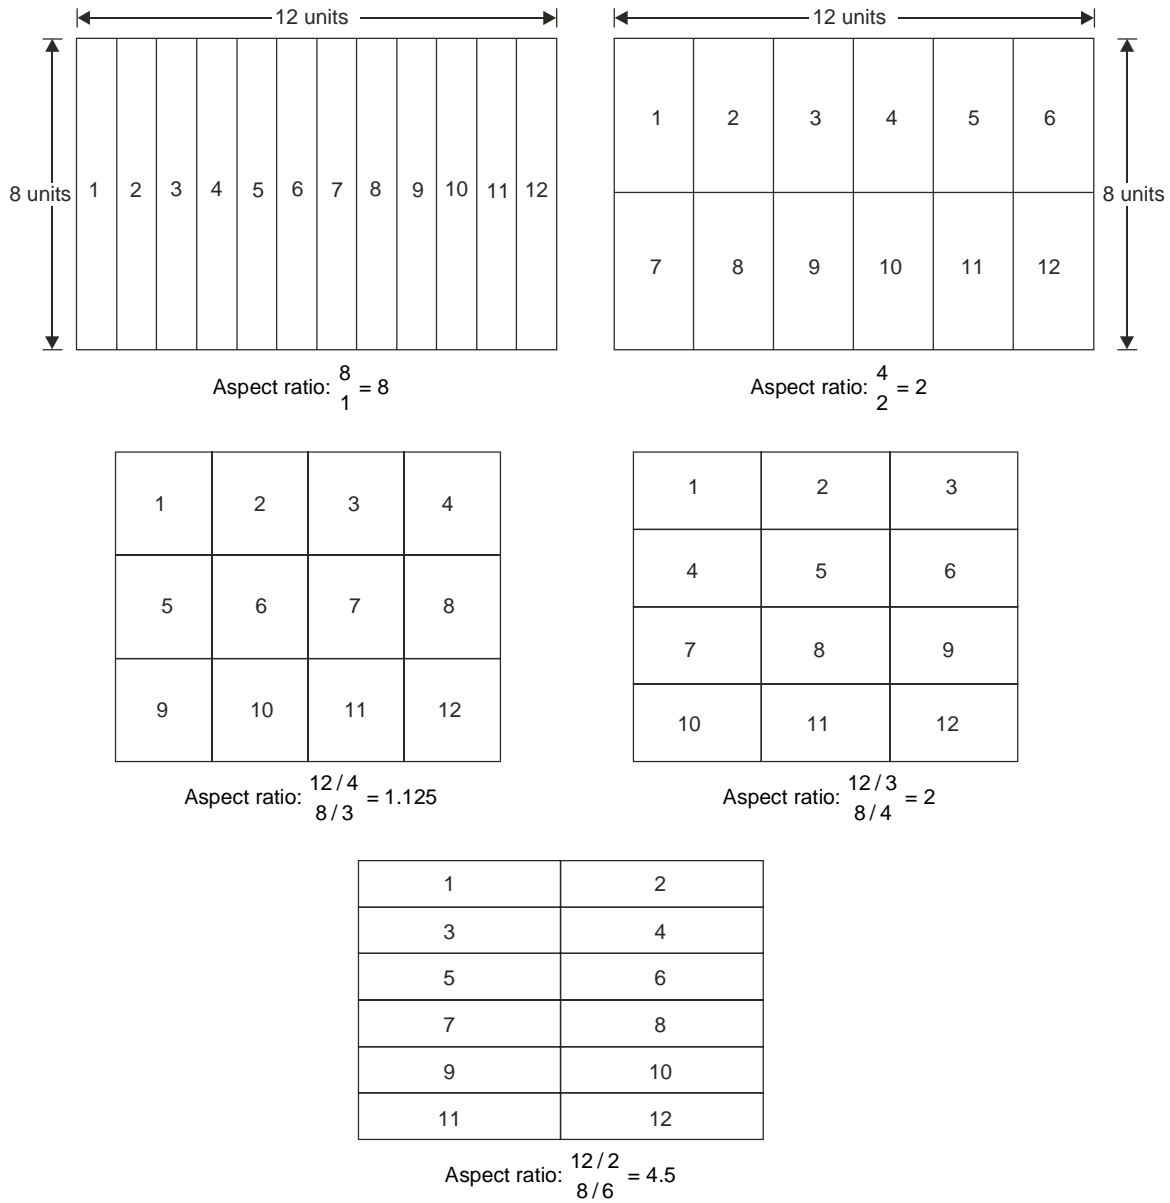 12 units
12 units
8 units
1 2 3 4 5 6 7 8 9 10 11 12
1 2 3 4 5 6
8 units
7 8 9 10 11 12
Aspect ratio: 8/1 = 8
Aspect ratio: 4/2 = 2
1 2 3 4
5 6 7 8
9 10 11 12
Aspect ratio: 12/4 / 8/3 = 1.125
1 2 3
4 5 6
7 8 9
10 11 12
Aspect ratio: 12/3 / 8/4 = 2
1 2
3 4
5 6
7 8
9 10
11 12
Aspect ratio: 12/2 / 8/6 = 4.5